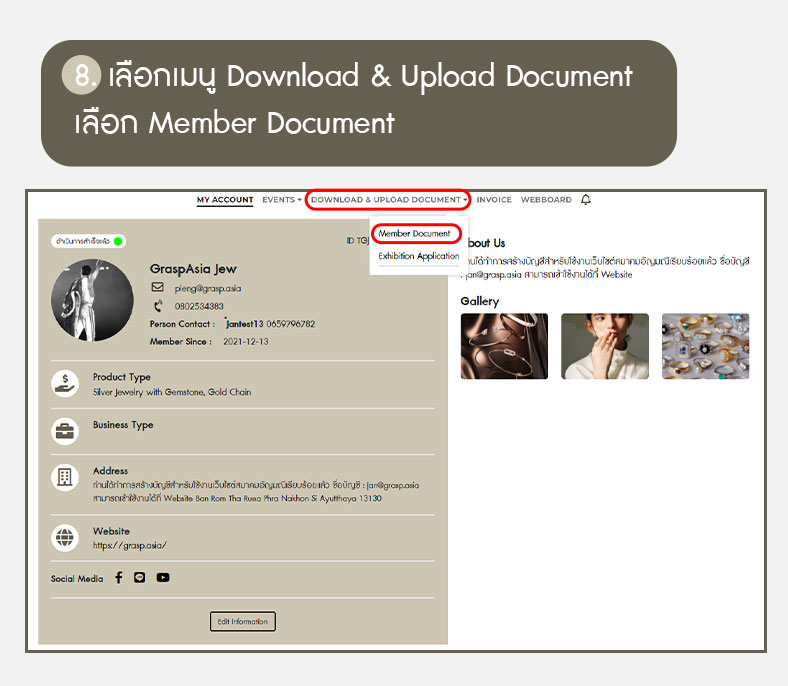 8. เลือกเมนู Download & Upload Document
เลือก Member Document
MY ACCOUNT EVENTS DOWNLOAD & UPLOAD DOCUMENT INVOICE WEBBOARD
Member Document
Exhibition Application
ดำเนินการสำเร็จแล้ว
ID TGJ
GraspAsia Jew
pleng@grasp.asia
0802534383
Person Contact : Jantest13 0659796782
Member Since : 2021-12-13
Product Type
Silver Jewelry with Gemstone, Gold Chain
Business Type
Address
ท่านได้ทำการสร้างบัญชีสำหรับใช้งานเว็บไซต์สมาคมอัญมณีเรียบร้อยแล้ว ชื่อบัญชี : jan@grasp.asia
สามารถเข้าใช้งานได้ที่ Website Ban Rom Tha Ruea Phra Nakhon Si Ayutthaya 13130
Website
https://grasp.asia/
Social Media
Edit Information
bout Us
านได้ทำการสร้างบัญชีสำหรับใช้งานเว็บไซต์สมาคมอัญมณีเรียบร้อยแล้ว ชื่อบัญชี
: jan@grasp.asia สามารถเข้าใช้งานได้ที่ Website
Gallery